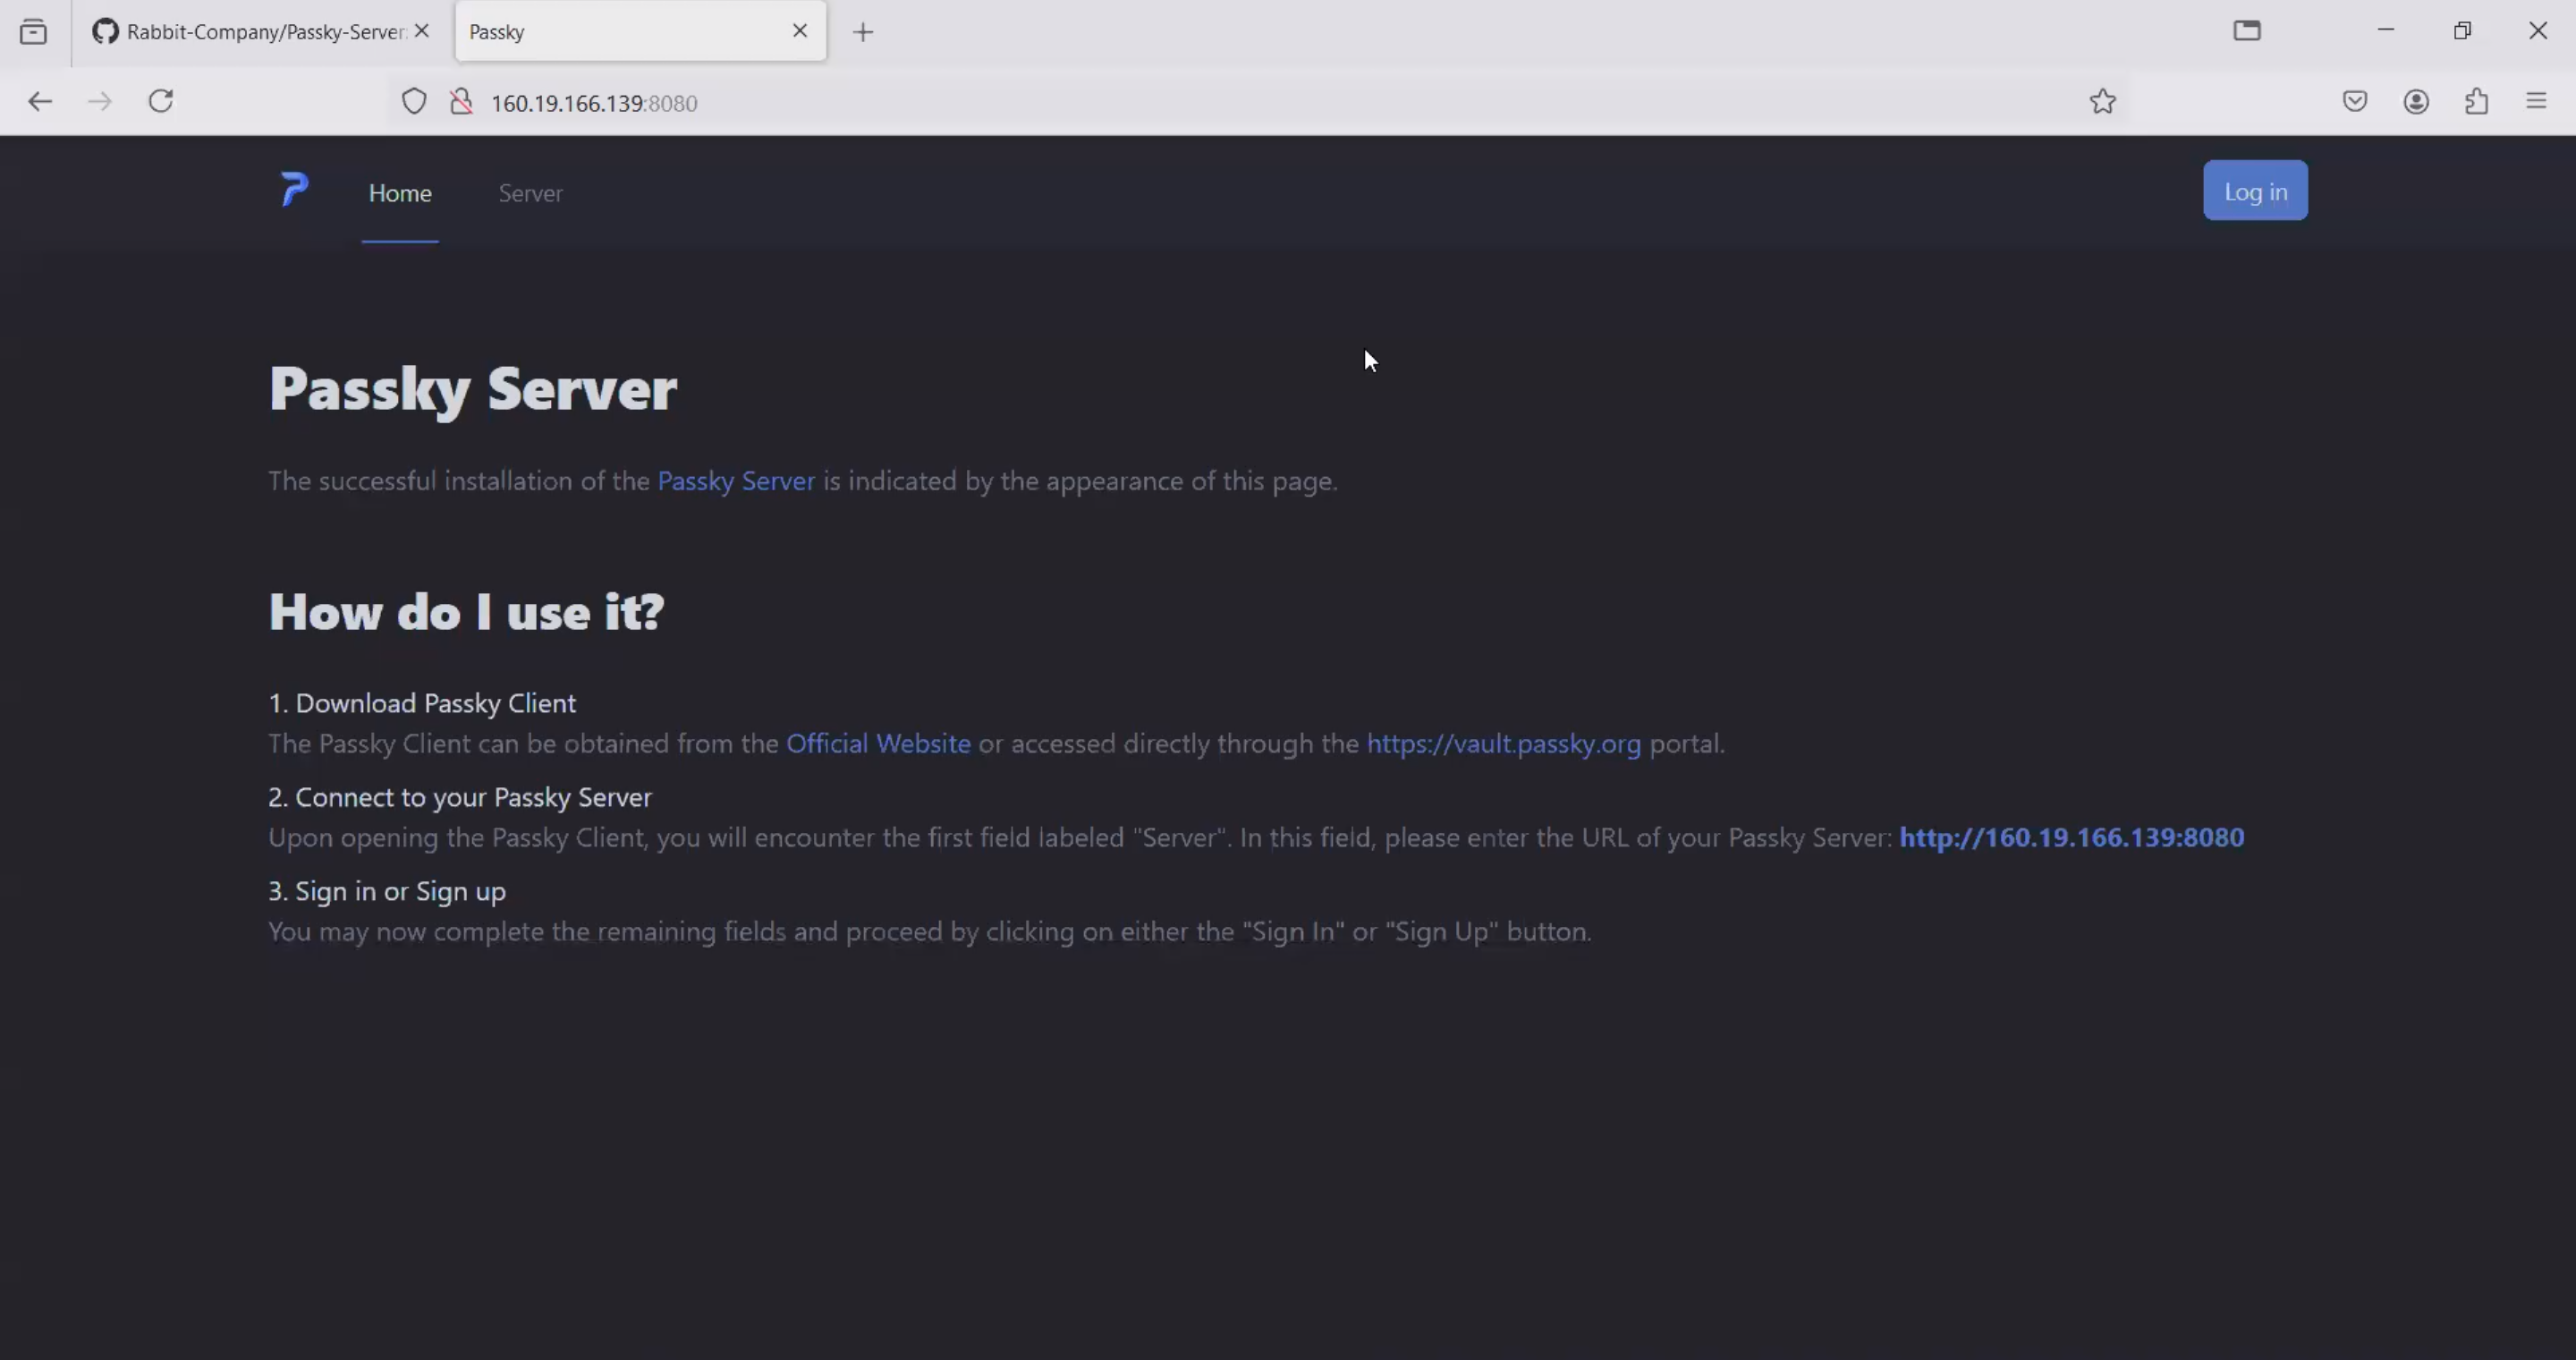 Rabbit-Company/Passky-Server:
Passky
160.19.166.139:8080
Home
Server
Log in
Passky Server
The successful installation of the Passky Server is indicated by the appearance of this page.
How do I use it?
1. Download Passky Client
The Passky Client can be obtained from the Official Website or accessed directly through the https://vault.passky.org portal.
2. Connect to your Passky Server
Upon opening the Passky Client, you will encounter the first field labeled "Server". In this field, please enter the URL of your Passky Server: http://160.19.166.139:8080
3. Sign in or Sign up
You may now complete the remaining fields and proceed by clicking on either the "Sign In" or "Sign Up" button.